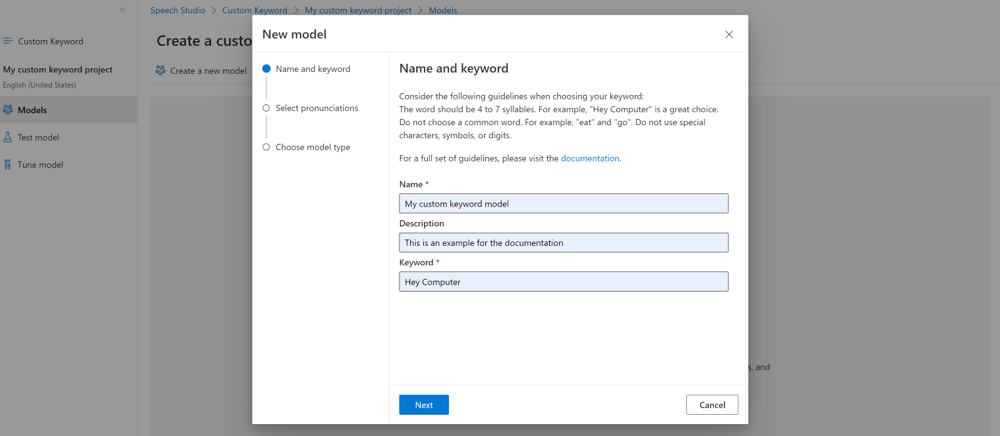 Speech Studio > Custom Keyword > My custom keyword project > Models
Custom Keyword
My custom keyword project
English (United States)
Models
Test model
Tune model
Create a custo
Create a new model
s, and
New model
Name and keyword
Select pronunciations
Choose model type
Name and keyword
Consider the following guidelines when choosing your keyword:
The word should be 4 to 7 syllables. For example, "Hey Computer" is a great choice.
Do not choose a common word. For example, "eat" and "go". Do not use special
characters, symbols, or digits.
For a full set of guidelines, please visit the documentation.
Name *
My custom keyword model
Description
This is an example for the documentation
Keyword *
Hey Computer
Next
Cancel